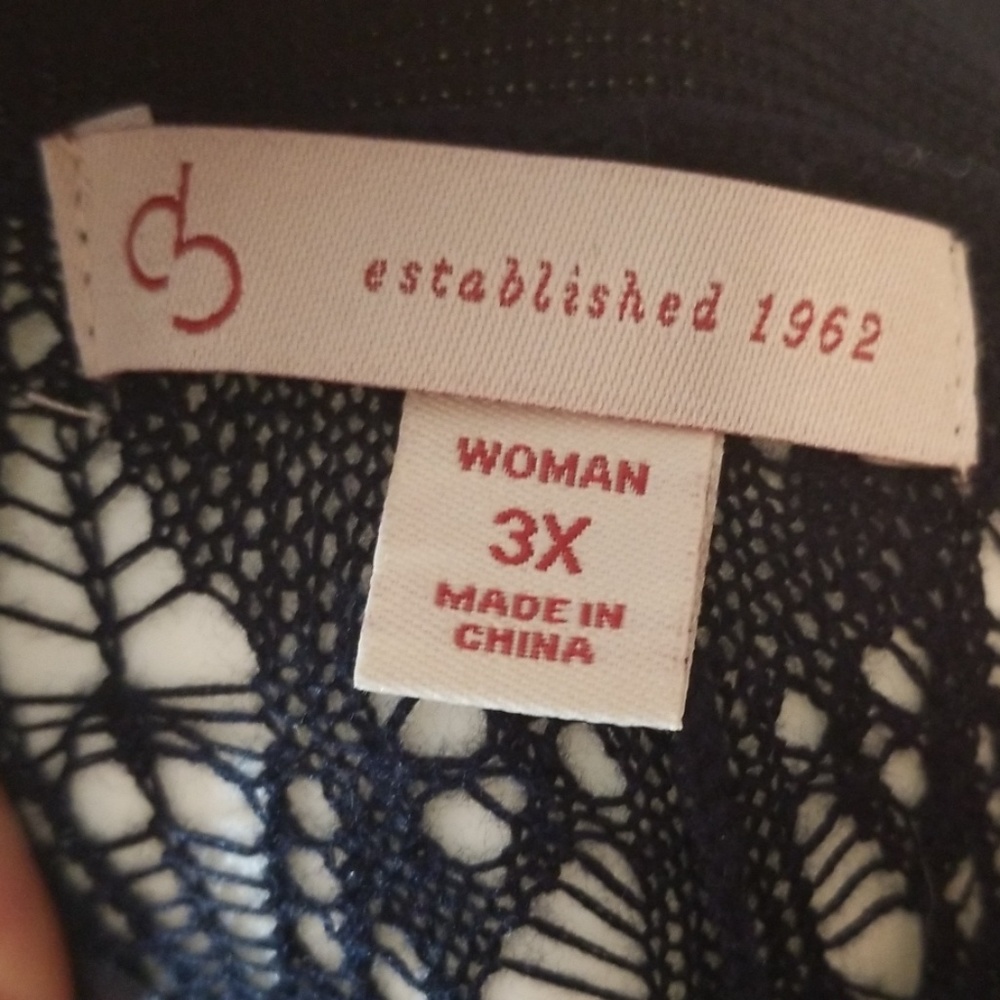 established 1962
WOMAN
3X
MADE IN
CHINA